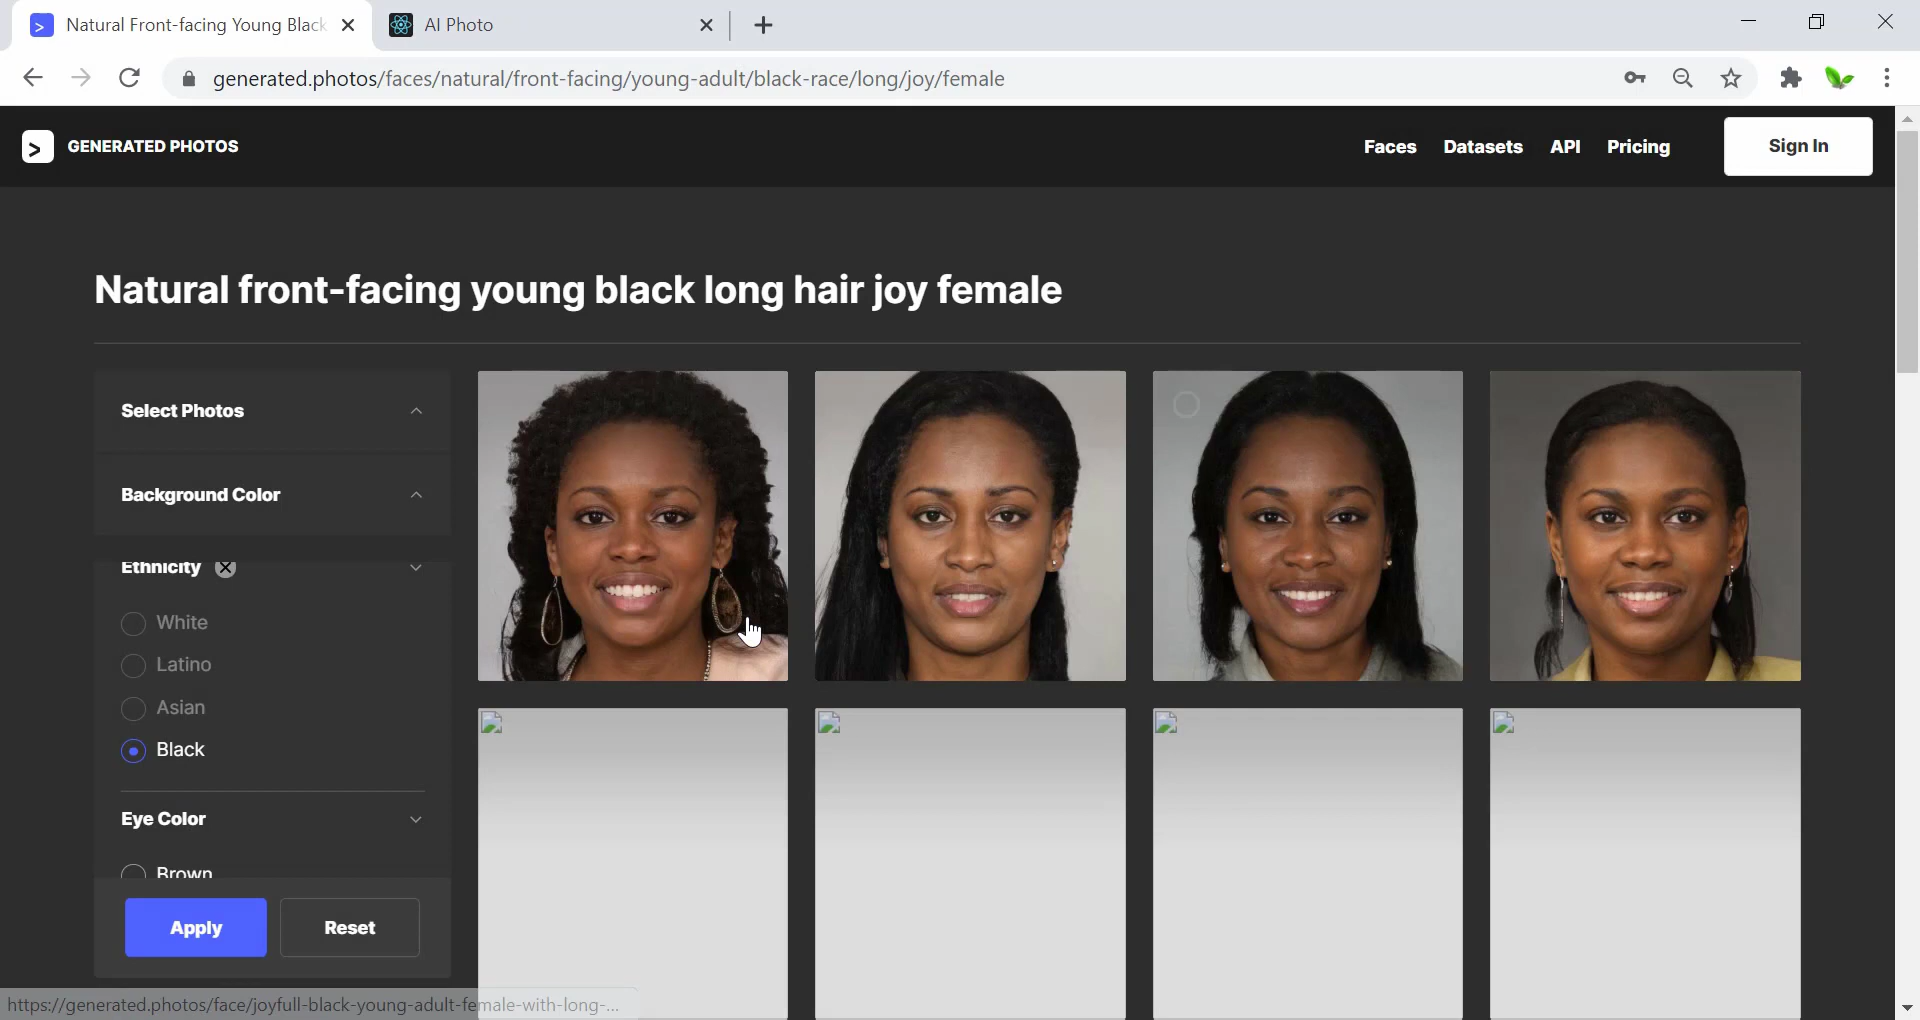 Natural Front-facing Young Black
AI Photo
generated.photos/faces/natural/front-facing/young-adult/black-race/long/joy/female
GENERATED PHOTOS
Faces
Datasets
API
Pricing
Sign In
Natural front-facing young black long hair joy female
Select Photos
Background Color
Ethnicity
White
Latino
Asian
Black
Eye Color
Brown
Apply
Reset
https://generated.photos/face/joyfull-black-young-adult-female-with-long-...